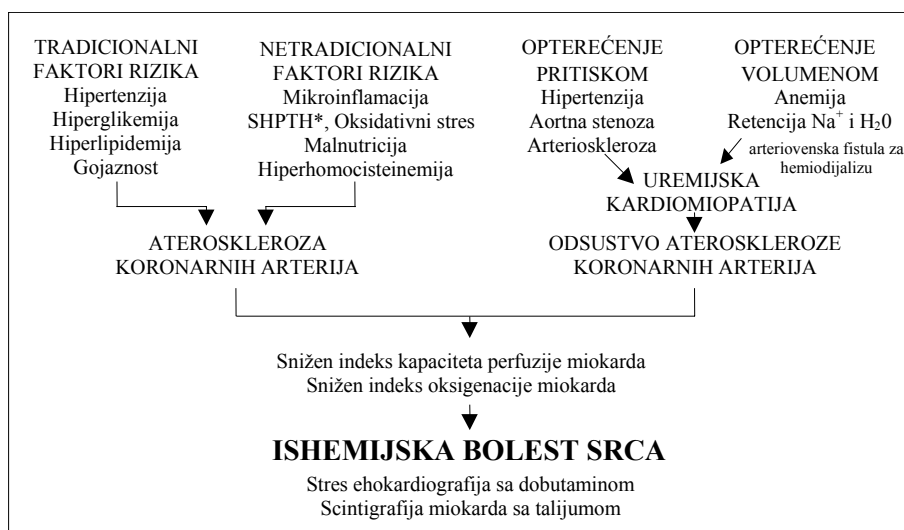 TRADICIONALNI
FAKTORI RIZIKA
Hipertenzija
Hiperglikemija
Hiperlipidemija
Gojaznost
NETRADICIONALNI
FAKTORI RIZIKA
Mikroinflamacija
SHPTH*, Oksidativni stres
Malnutricija
Hiperhomocisteinemija
OPTEREĆENJE
PRITISKOM
Hipertenzija
Aortna stenoza
Arterioskleroza
OPTEREĆENJE
VOLUMENOM
Anemija
Retencija Na⁺ i H₂0
arteriovenska fistula za
hemiodijalizu
UREMIJSKA
KARDIOMIOPATIJA
ATEROSKLEROZA
KORONARNIH ARTERIJA
ODSUSTVO ATEROSKLEROZE
KORONARNIH ARTERIJA
Snižen indeks kapaciteta perfuzije miokarda
Snižen indeks oksigenacije miokarda
ISHEMIJSKA BOLEST SRCA
Stres ehokardiografija sa dobutaminom
Scintigrafija miokarda sa talijumom